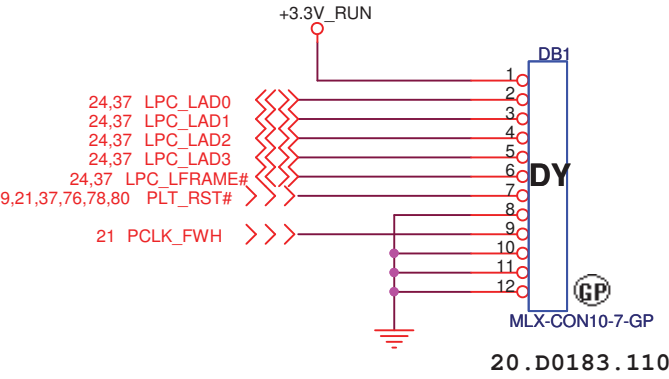 +3.3V_RUN
DB1
1
24,37 LPC_LAD0 2
24,37 LPC_LAD1 3
24,37 LPC_LAD2 4
24,37 LPC_LAD3 5
24,37 LPC_LFRAME# 6
DY
9,21,37,76,78,80 PLT_RST# 7
8
21 PCLK_FWH 9
10
11
12
GP
MLX-CON10-7-GP
20.D0183.110